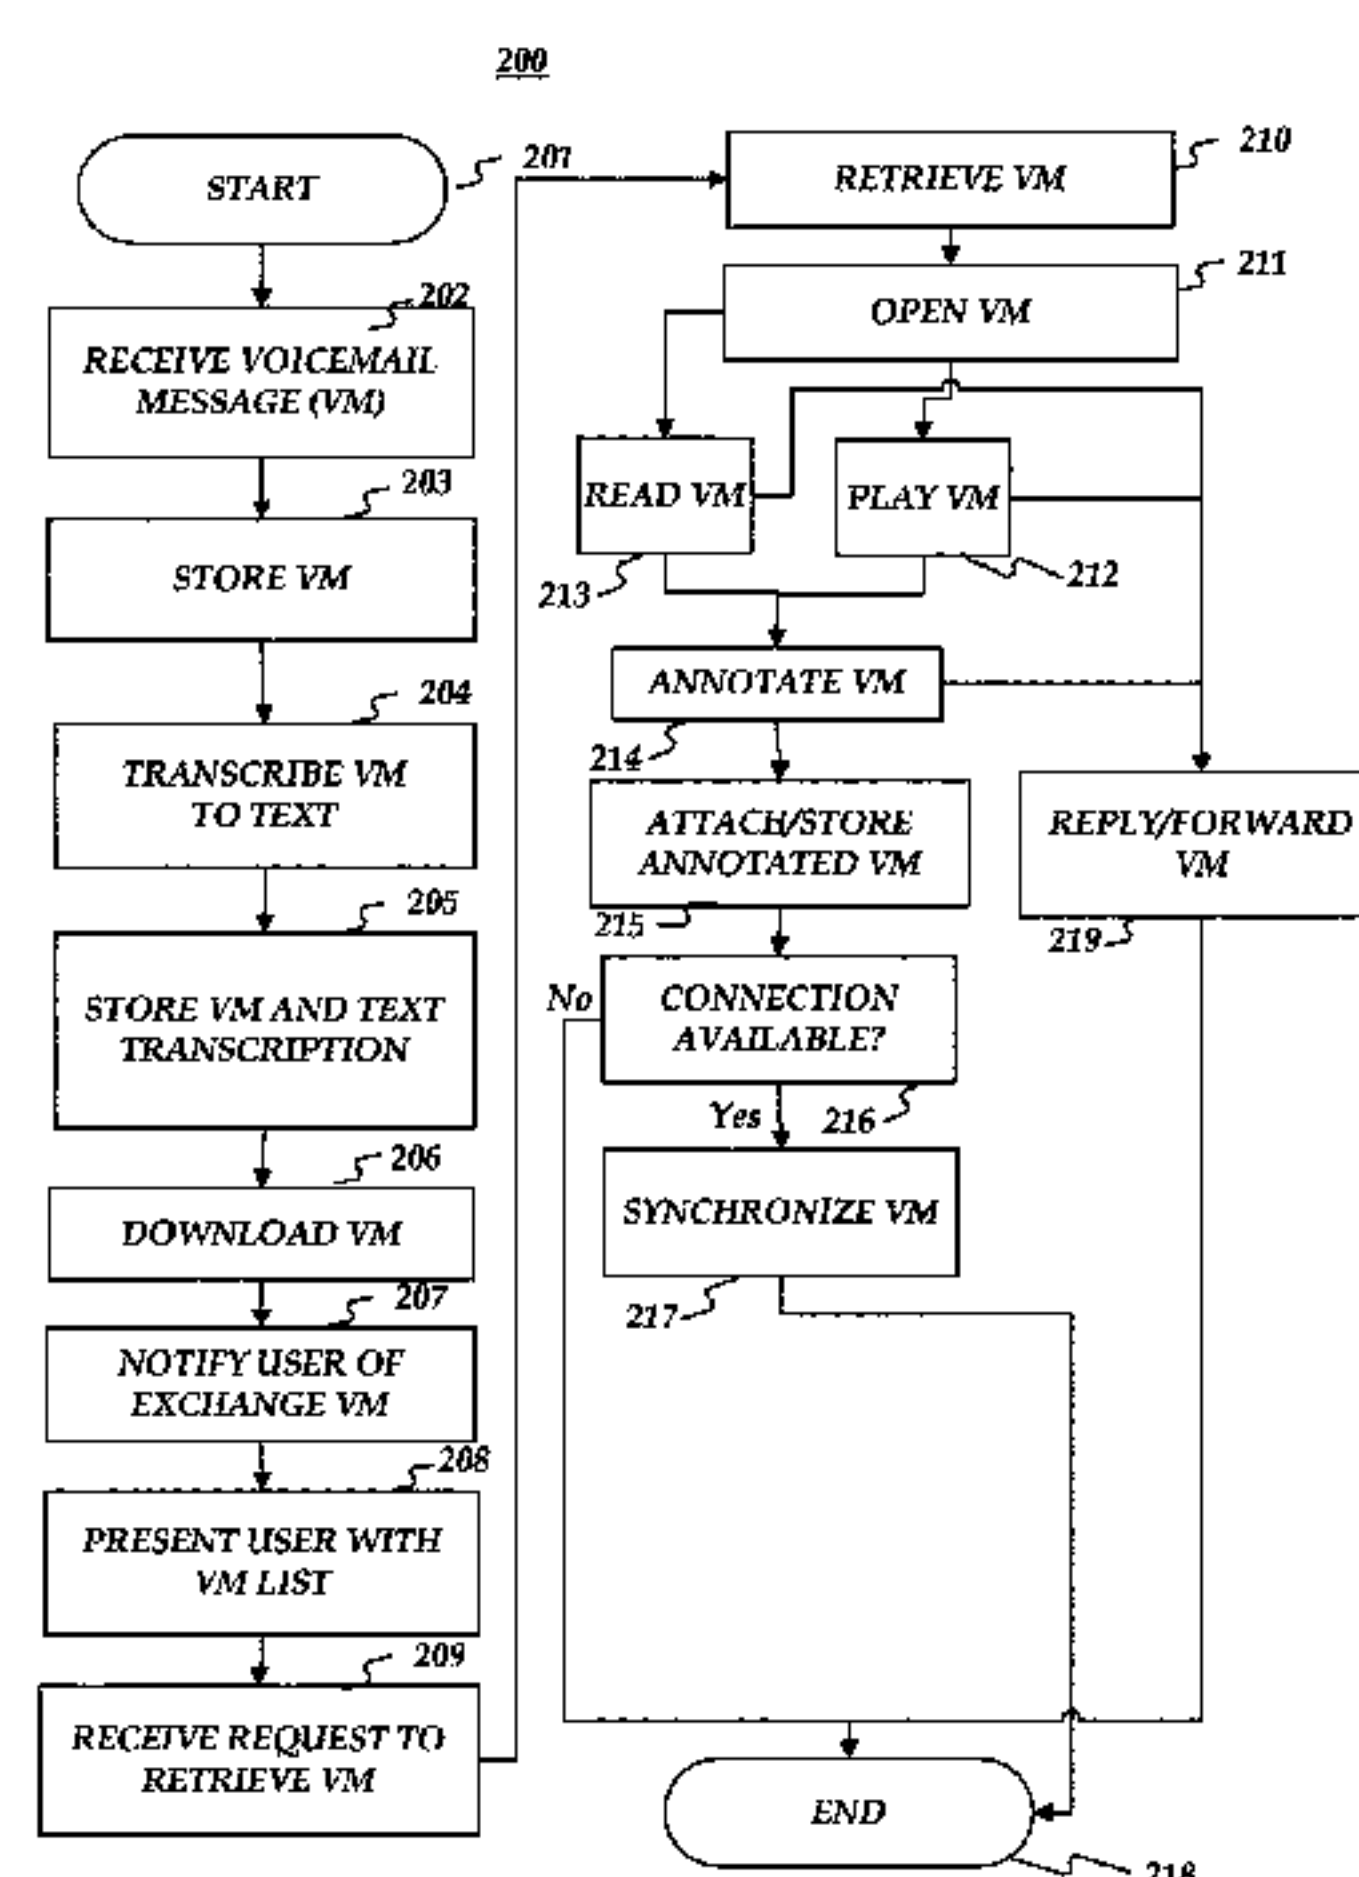 200
START
201
202
RECEIVE VOICEMAIL
MESSAGE (VM)
203
STORE VM
204
TRANSCRIBE VM
TO TEXT
205
STORE VM AND TEXT
TRANSCRIPTION
206
DOWNLOAD VM
207
NOTIFY USER OF
EXCHANGE VM
208
PRESENT USER WITH
VM LIST
209
RECEIVE REQUEST TO
RETRIEVE VM
210
RETRIEVE VM
211
OPEN VM
READ VM
213
PLAY VM
212
ANNOTATE VM
214
ATTACH/STORE
ANNOTATED VM
215
REPLY/FORWARD
VM
219
No
CONNECTION
AVAILABLE?
Yes
216
SYNCHRONIZE VM
217
END
218